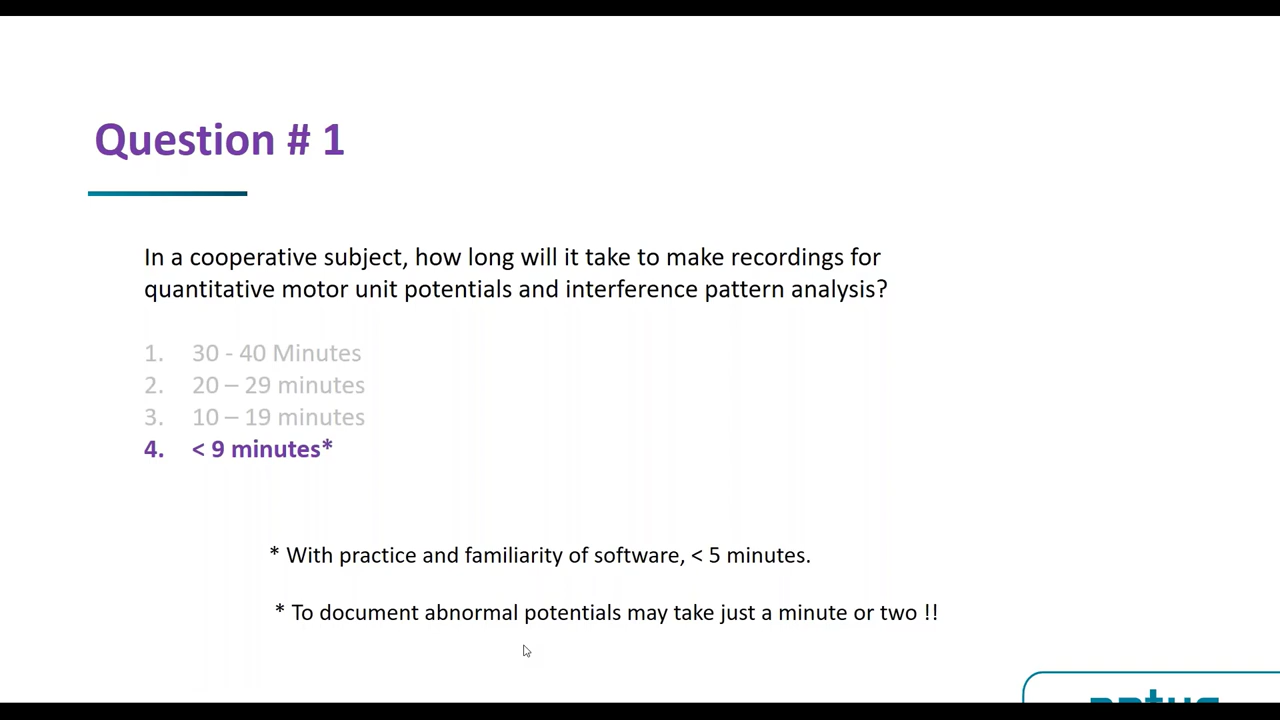 Question # 1
In a cooperative subject, how long will it take to make recordings for
quantitative motor unit potentials and interference pattern analysis?
1. 30 - 40 Minutes
2. 20 – 29 minutes
3. 10 – 19 minutes
4. < 9 minutes*
* With practice and familiarity of software, < 5 minutes.
* To document abnormal potentials may take just a minute or two !!